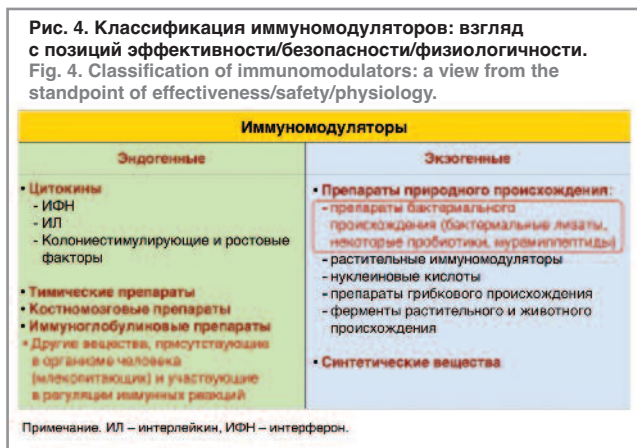 Рис. 4. Классификация иммуномодуляторов: взгляд
с позиций эффективности/безопасности/физиологичности.
Fig. 4. Classification of immunomodulators: a view from the
standpoint of effectiveness/safety/physiology.
Иммуномодуляторы
Эндогенные
• Цитокины
- ИФН
- ИЛ
- Колониестимулирующие и ростовые
факторы
• Тимические препараты
• Костномозговые препараты
• Иммуноглобулиновые препараты
• Другие вещества, присутствующие
в организме человека
(млекопитающих) и участвующие
в регуляции иммунных реакций
Экзогенные
• Препараты природного происхождения:
- препараты бактериального
происхождения (бактериальные лизаты,
некоторые пробиотики, мурамилпептиды)
- растительные иммуномодуляторы
- нуклеиновые кислоты
- препараты грибкового происхождения
- ферменты растительного и животного
происхождения
• Синтетические вещества
Примечание. ИЛ – интерлейкин, ИФН – интерферон.